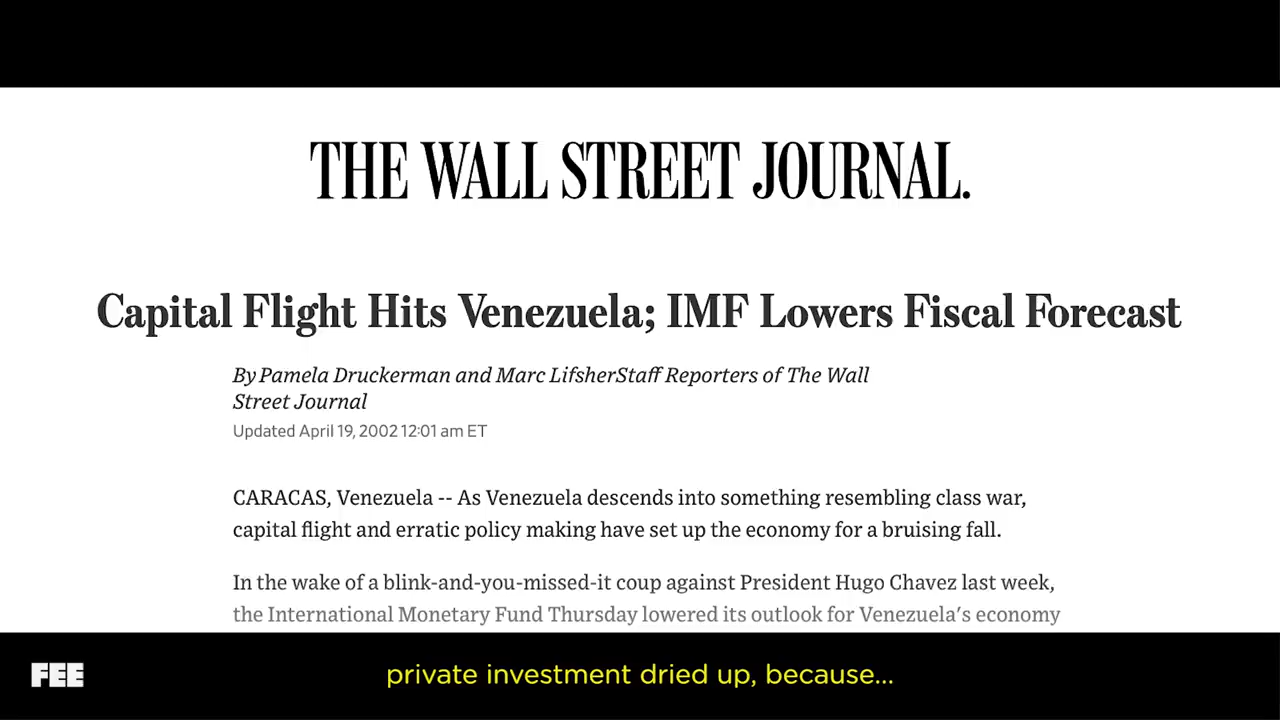 THE WALL STREET JOURNAL.
Capital Flight Hits Venezuela; IMF Lowers Fiscal Forecast
By Pamela Druckerman and Marc LifsherStaff Reporters of The Wall
Street Journal
Updated April 19, 2002 12:01 am ET
CARACAS, Venezuela -- As Venezuela descends into something resembling class war,
capital flight and erratic policy making have set up the economy for a bruising fall.
In the wake of a blink-and-you-missed-it coup against President Hugo Chavez last week,
the International Monetary Fund Thursday lowered its outlook for Venezuela's economy
FEE
private investment dried up, because...